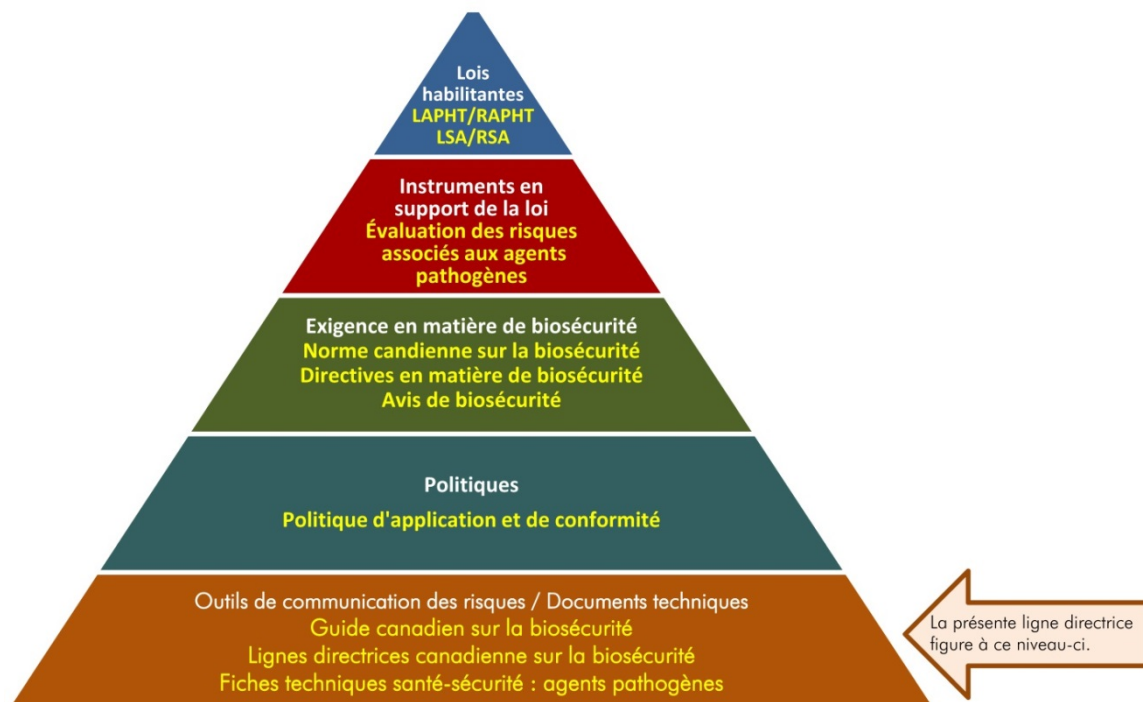 Lois
habilitantes
LAPHT/RAPHT
LSA/RSA
Instruments en
support de la loi
Évaluation des risques
associés aux agents
pathogènes
Exigence en matière de biosécurité
Norme candienne sur la biosécurité
Directives en matière de biosécurité
Avis de biosécurité
Politiques
Politique d'application et de conformité
Outils de communication des risques / Documents techniques
Guide canadien sur la biosécurité
Lignes directrices canadienne sur la biosécurité
Fiches techniques santé-sécurité : agents pathogènes
La présente ligne directrice
figure à ce niveau-ci.